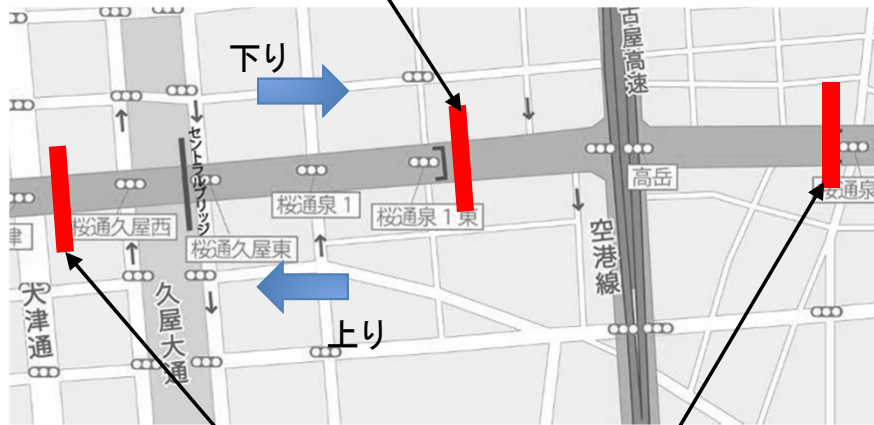 下り
古屋高速
セントラルブリッジ
高岳
桜通泉
桜通泉1
桜通泉1東
桜通久屋西
津
桜通久屋東
空港線
大津通
久屋大通
上り